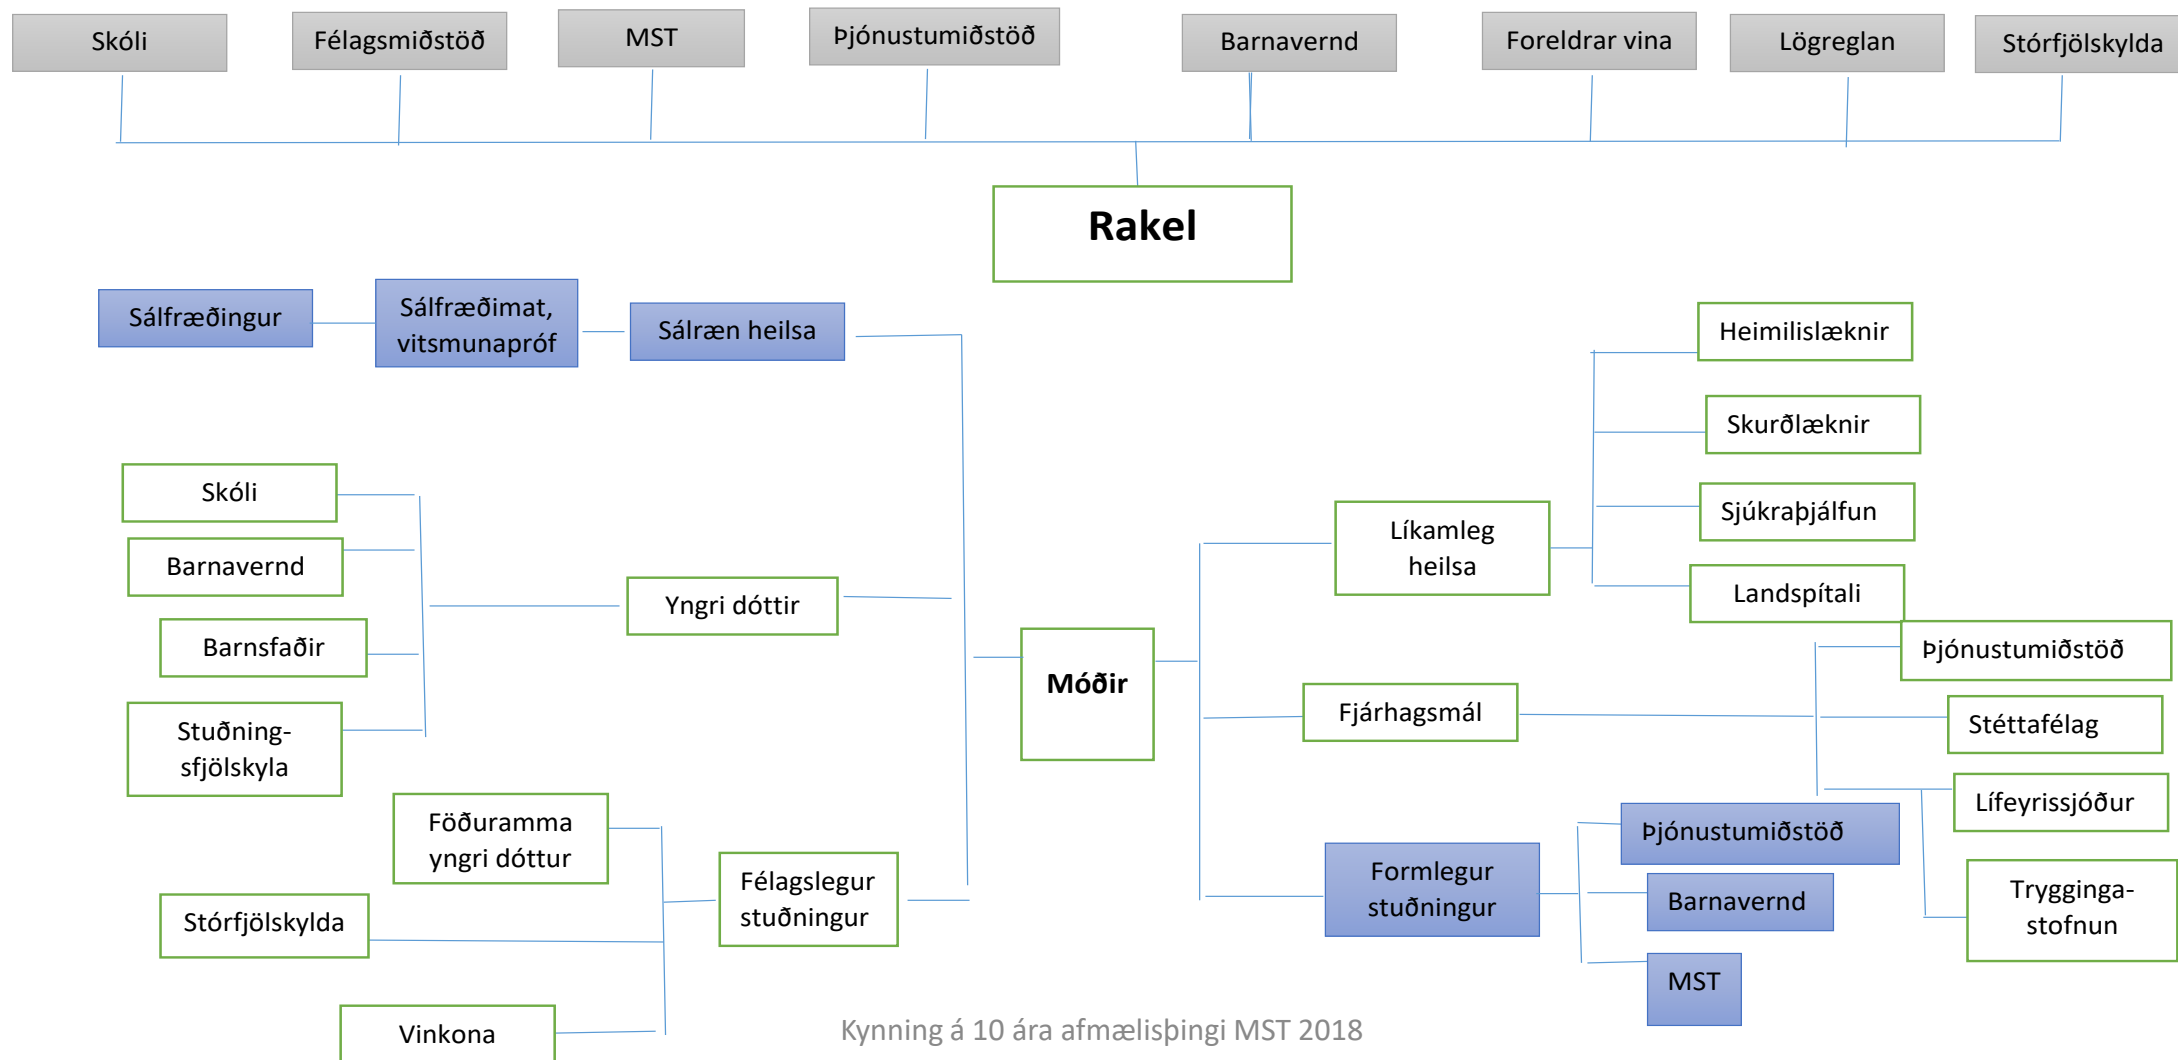 Skóli
Félagsmiðstöð
MST
Þjónustumiðstöð
Barnavernd
Foreldrar vina
Lögreglan
Stórfjölskylda
Rakel
Sálfræðingur
Sálfræðimat,
vitsmunapróf
Sálræn heilsa
Heimilislæknir
Skurðlæknir
Sjúkraþjálfun
Landspítali
Líkamleg
heilsa
Skóli
Barnavernd
Barnsfaðir
Stuðning-
sfjölskyla
Yngri dóttir
Móðir
Fjárhagsmál
Þjónustumiðstöð
Stéttafélag
Lífeyrissjóður
Trygginga-
stofnun
Föðuramma
yngri dóttur
Stórfjölskylda
Vinkona
Félagslegur
stuðningur
Formlegur
stuðningur
Þjónustumiðstöð
Barnavernd
MST
Kynning á 10 ára afmælisþingi MST 2018